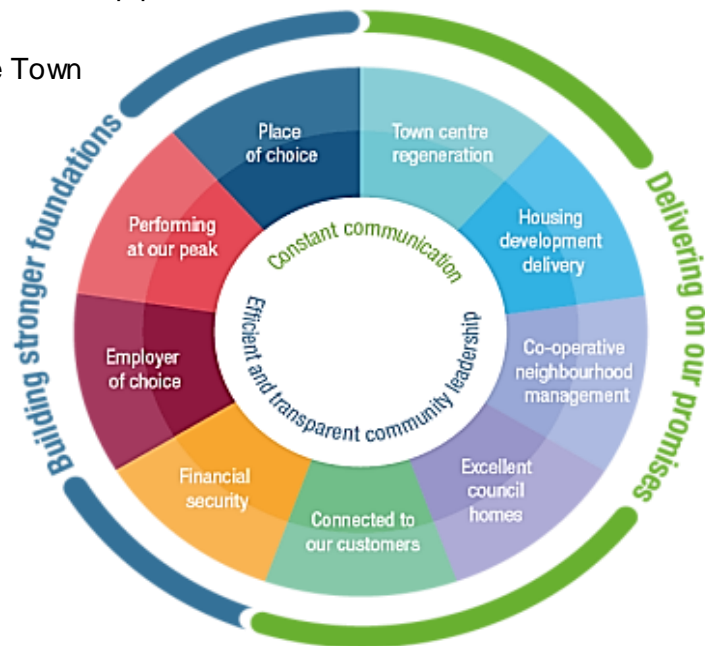 e Town
Building stronger foundations
Delivering on our promises
Place
of choice
Town centre
regeneration
Housing
development
delivery
Co-operative
neighbourhood
management
Excellent
council
homes
Connected to
our customers
Financial
security
Employer
of choice
Performing
at our peak
Constant communication
Efficient and transparent community leadership